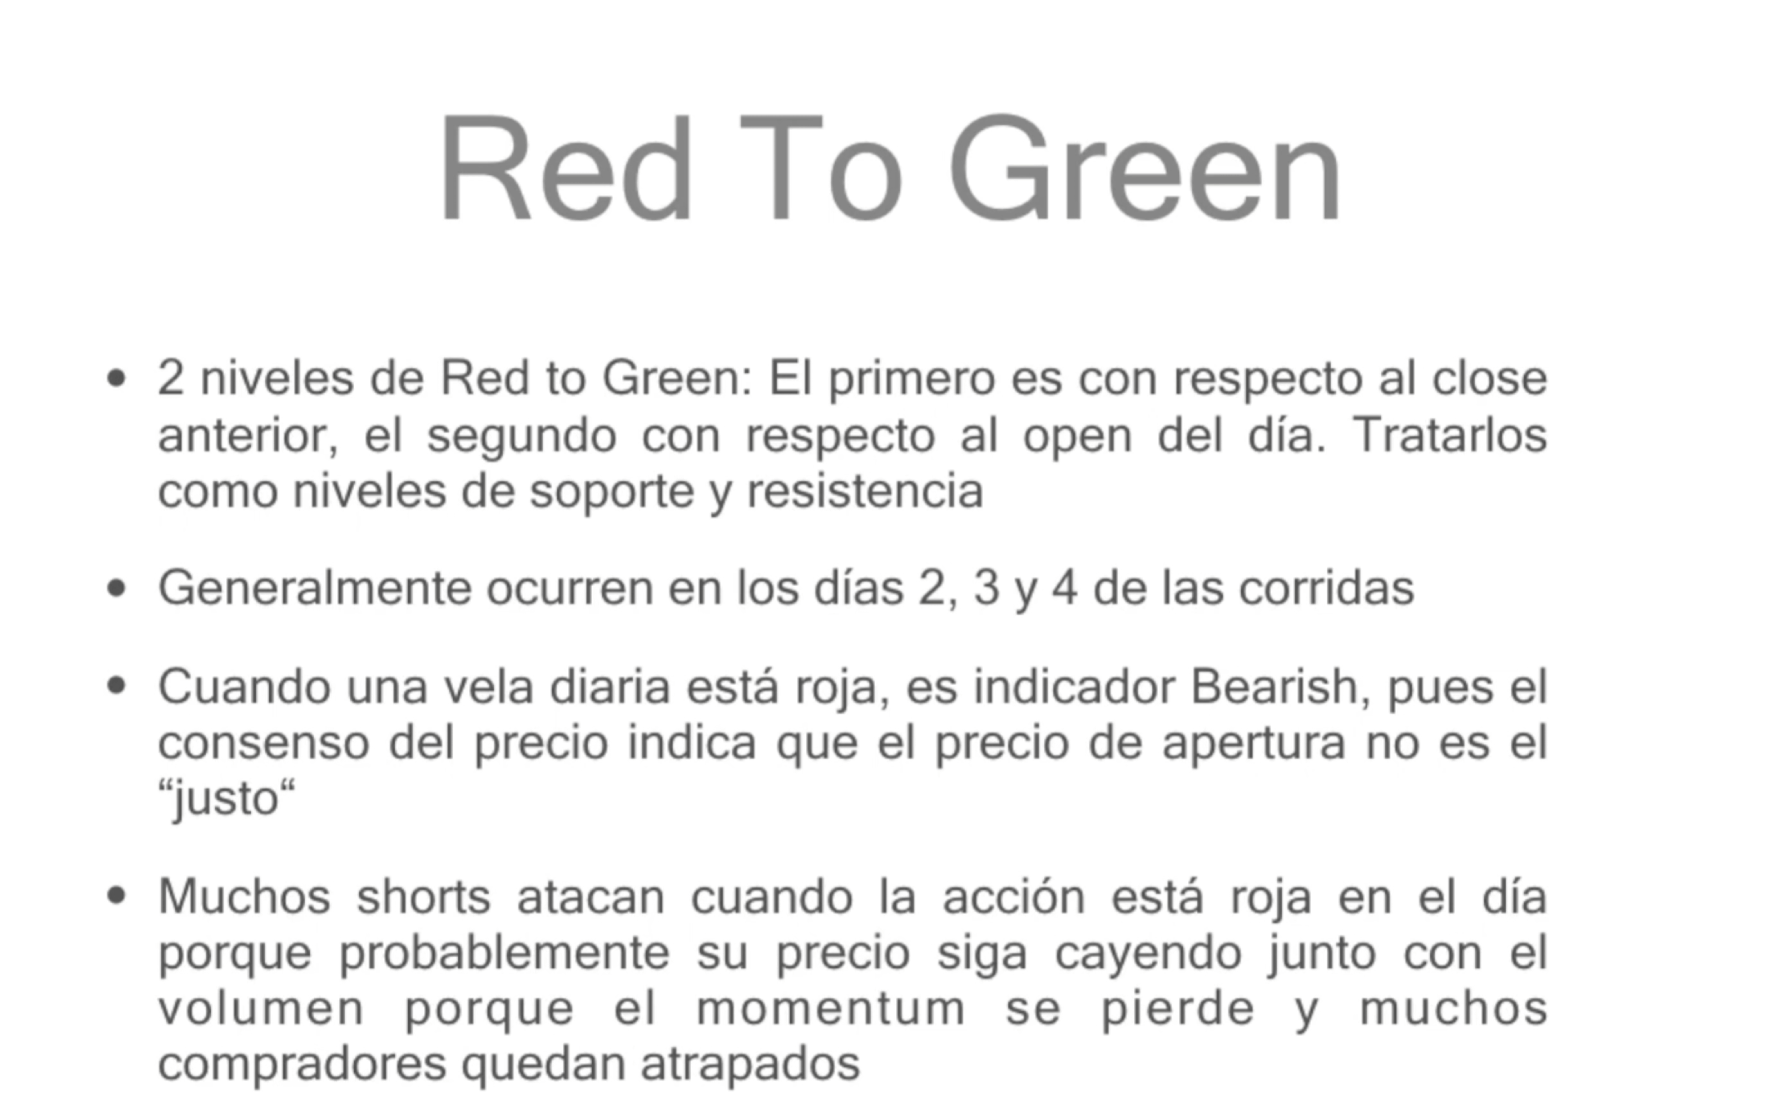 Red To Green
• 2 niveles de Red to Green: El primero es con respecto al close
anterior, el segundo con respecto al open del día. Tratarlos
como niveles de soporte y resistencia
• Generalmente ocurren en los días 2, 3 y 4 de las corridas
• Cuando una vela diaria está roja, es indicador Bearish, pues el
consenso del precio indica que el precio de apertura no es el
“justo“
• Muchos shorts atacan cuando la acción está roja en el día
porque probablemente su precio siga cayendo junto con el
volumen porque el momentum se pierde y muchos
compradores quedan atrapados